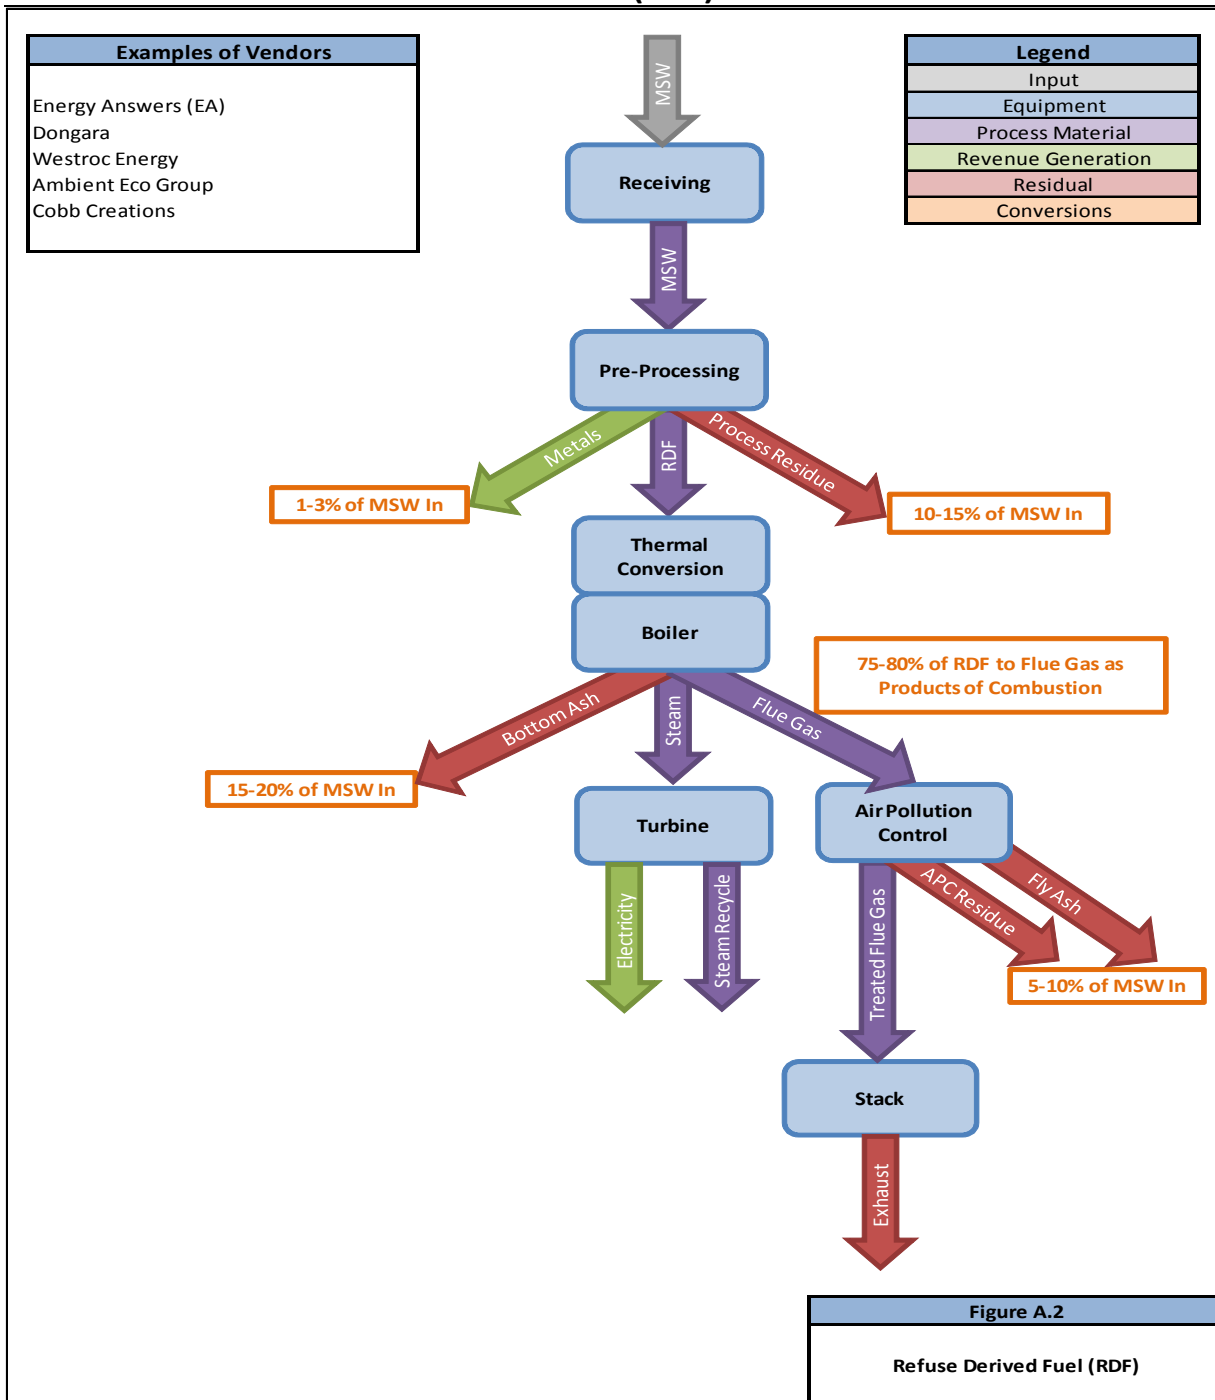 Examples of Vendors
Energy Answers (EA)
Dongara
Westroc Energy
Ambient Eco Group
Cobb Creations
Legend
Input
Equipment
Process Material
Revenue Generation
Residual
Conversions
MSW
Receiving
MSW
Pre-Processing
Metals
RDF
Process Residue
1-3% of MSW In
10-15% of MSW In
Thermal
Conversion
Boiler
75-80% of RDF to Flue Gas as
Products of Combustion
Bottom Ash
Steam
Flue Gas
15-20% of MSW In
Turbine
Air Pollution
Control
Electricity
Steam Recycle
Treated Flue Gas
APC Residue
Fly Ash
5-10% of MSW In
Stack
Exhaust
Figure A.2
Refuse Derived Fuel (RDF)